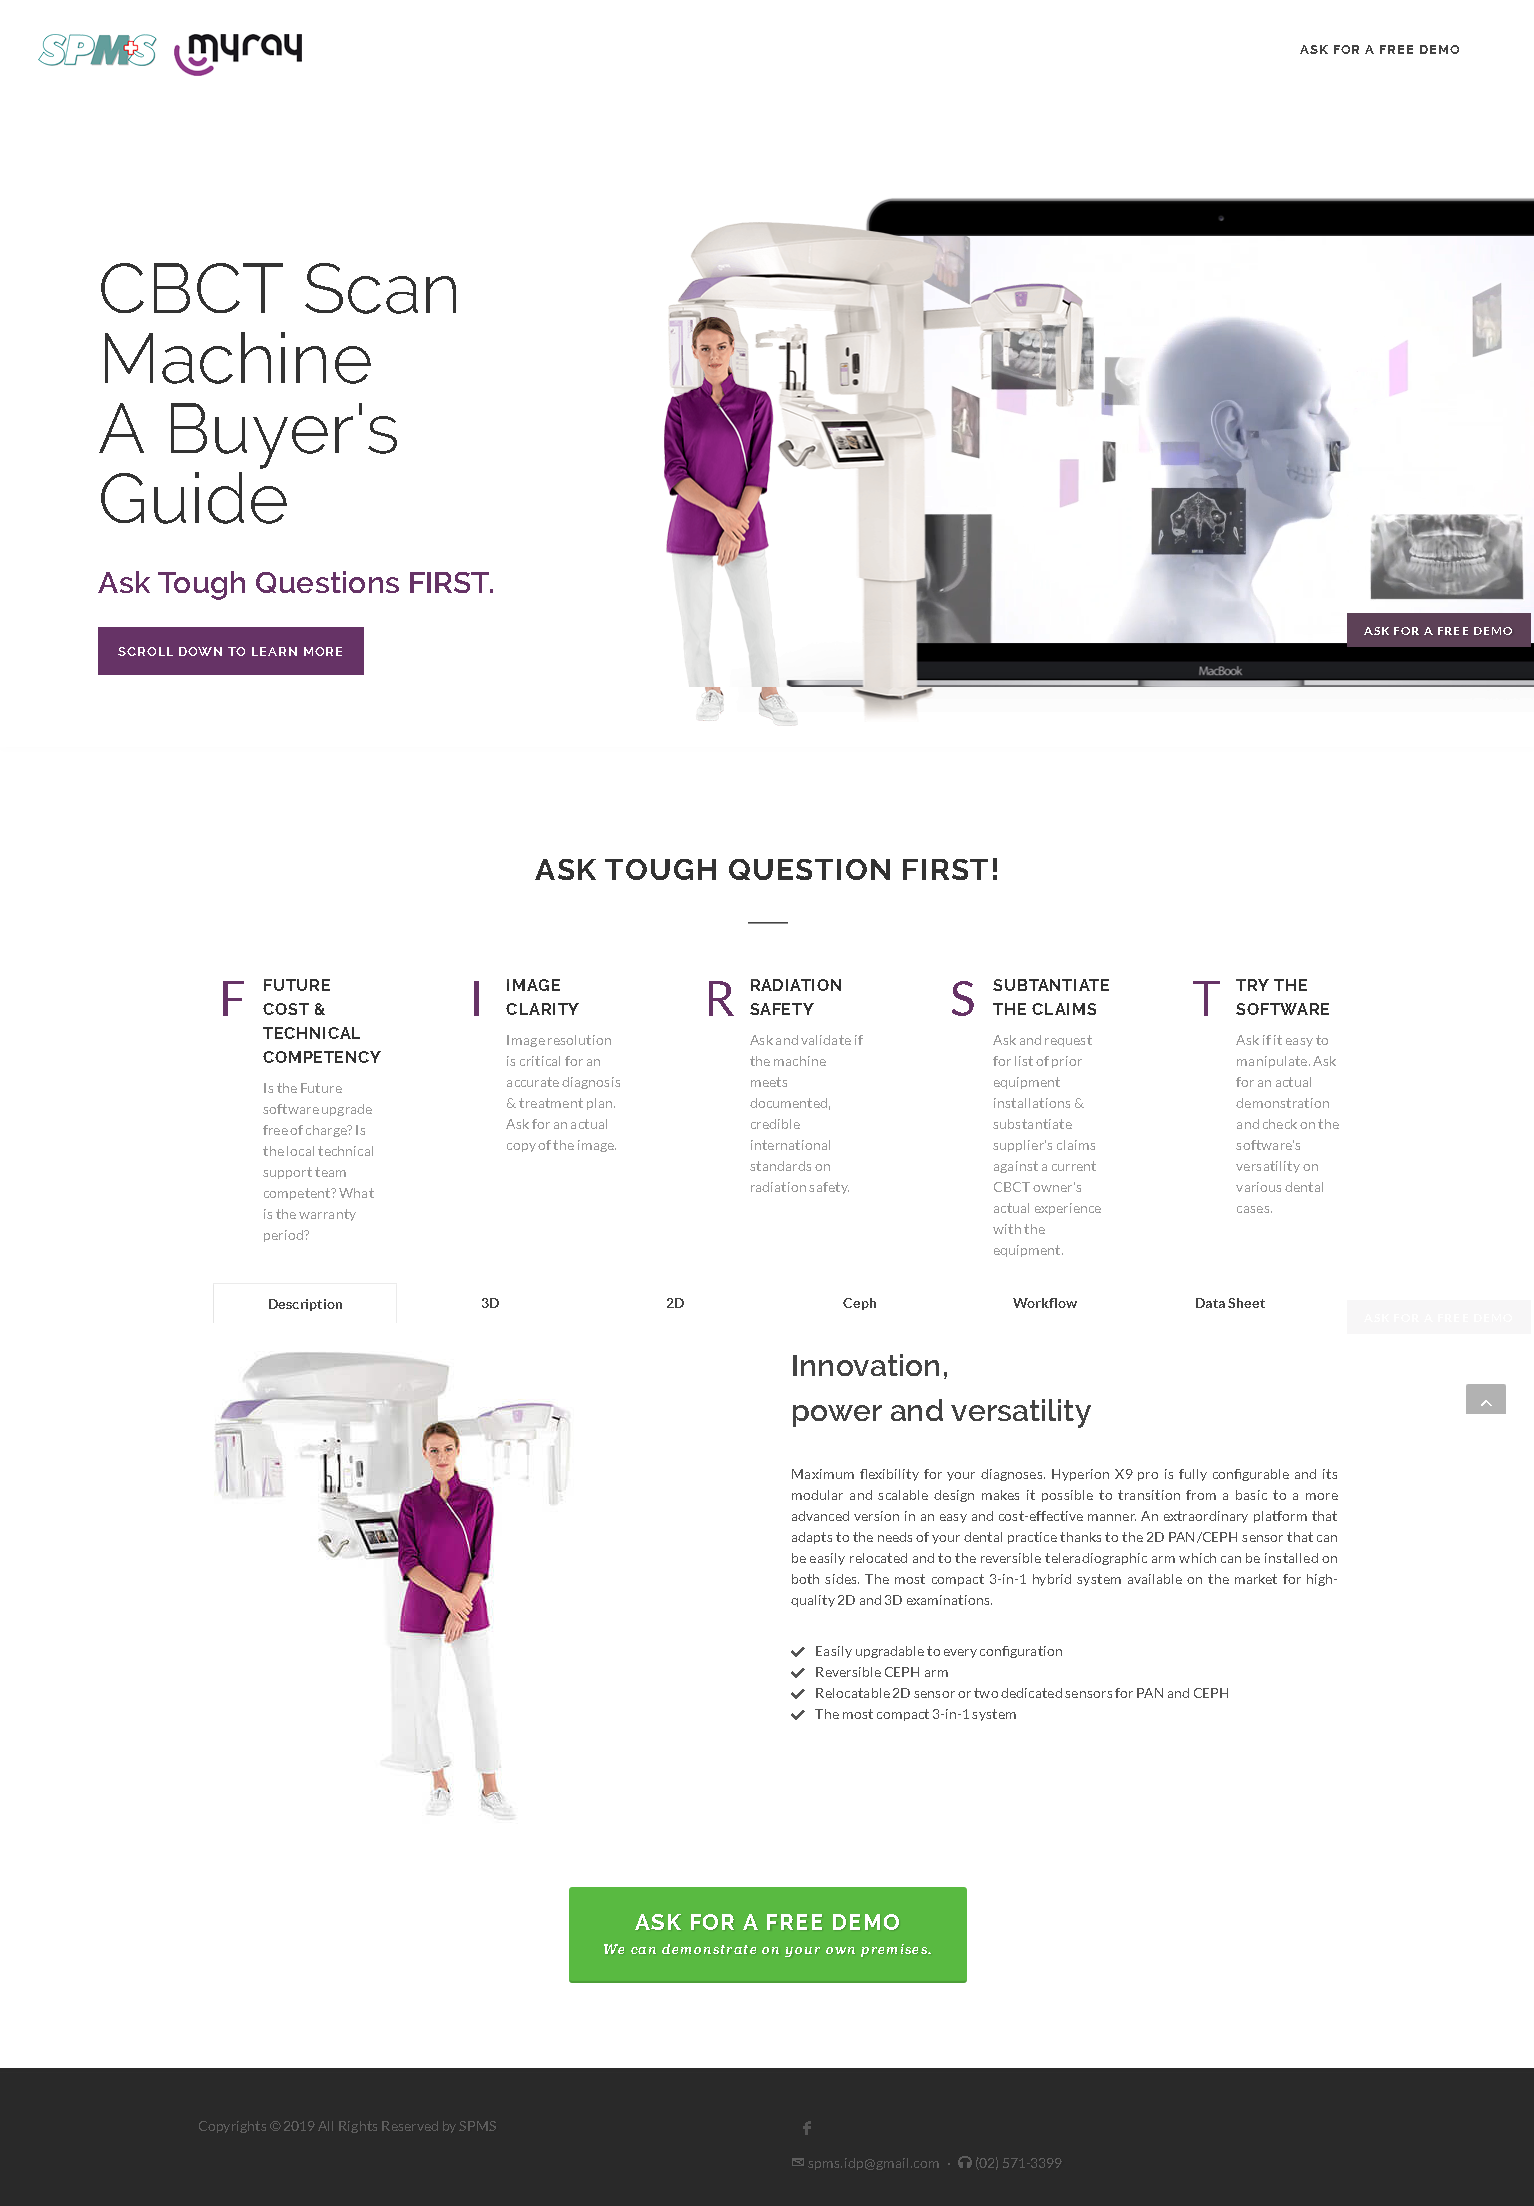 SPMS myray
ASK FOR A FREE DEMO
CBCT Scan
Machine
A Buyer's
Guide
Ask Tough Questions FIRST.
SCROLL DOWN TO LEARN MORE
ASK FOR A FREE DEMO
MacBook
ASK TOUGH QUESTION FIRST!
F
FUTURE
COST &
TECHNICAL
COMPETENCY
Is the Future
software upgrade
free of charge? Is
the local technical
support team
competent? What
is the warranty
period?
I
IMAGE
CLARITY
Image resolution
is critical for an
accurate diagnosis
& treatment plan.
Ask for an actual
copy of the image.
R
RADIATION
SAFETY
Ask and validate if
the machine
meets
documented,
credible
international
standards on
radiation safety.
S
SUBTANTIATE
THE CLAIMS
Ask and request
for list of prior
equipment
installations &
substantiate
supplier's claims
against a current
CBCT owner's
actual experience
with the
equipment.
T
TRY THE
SOFTWARE
Ask if it easy to
manipulate. Ask
for an actual
demonstration
and check on the
software's
versatility on
various dental
cases.
Description 3D 2D Ceph Workflow Data Sheet
ASK FOR A FREE DEMO
Innovation,
power and versatility
Maximum flexibility for your diagnoses. Hyperion X9 pro is fully configurable and its
modular and scalable design makes it possible to transition from a basic to a more
advanced version in an easy and cost-effective manner. An extraordinary platform that
adapts to the needs of your dental practice thanks to the 2D PAN/CEPH sensor that can
be easily relocated and to the reversible teleradiographic arm which can be installed on
both sides. The most compact 3-in-1 hybrid system available on the market for high-
quality 2D and 3D examinations.
Easily upgradable to every configuration
Reversible CEPH arm
Relocatable 2D sensor or two dedicated sensors for PAN and CEPH
The most compact 3-in-1 system
ASK FOR A FREE DEMO
We can demonstrate on your own premises.
Copyrights © 2019 All Rights Reserved by SPMS
spms.idp@gmail.com · (02) 571-3399